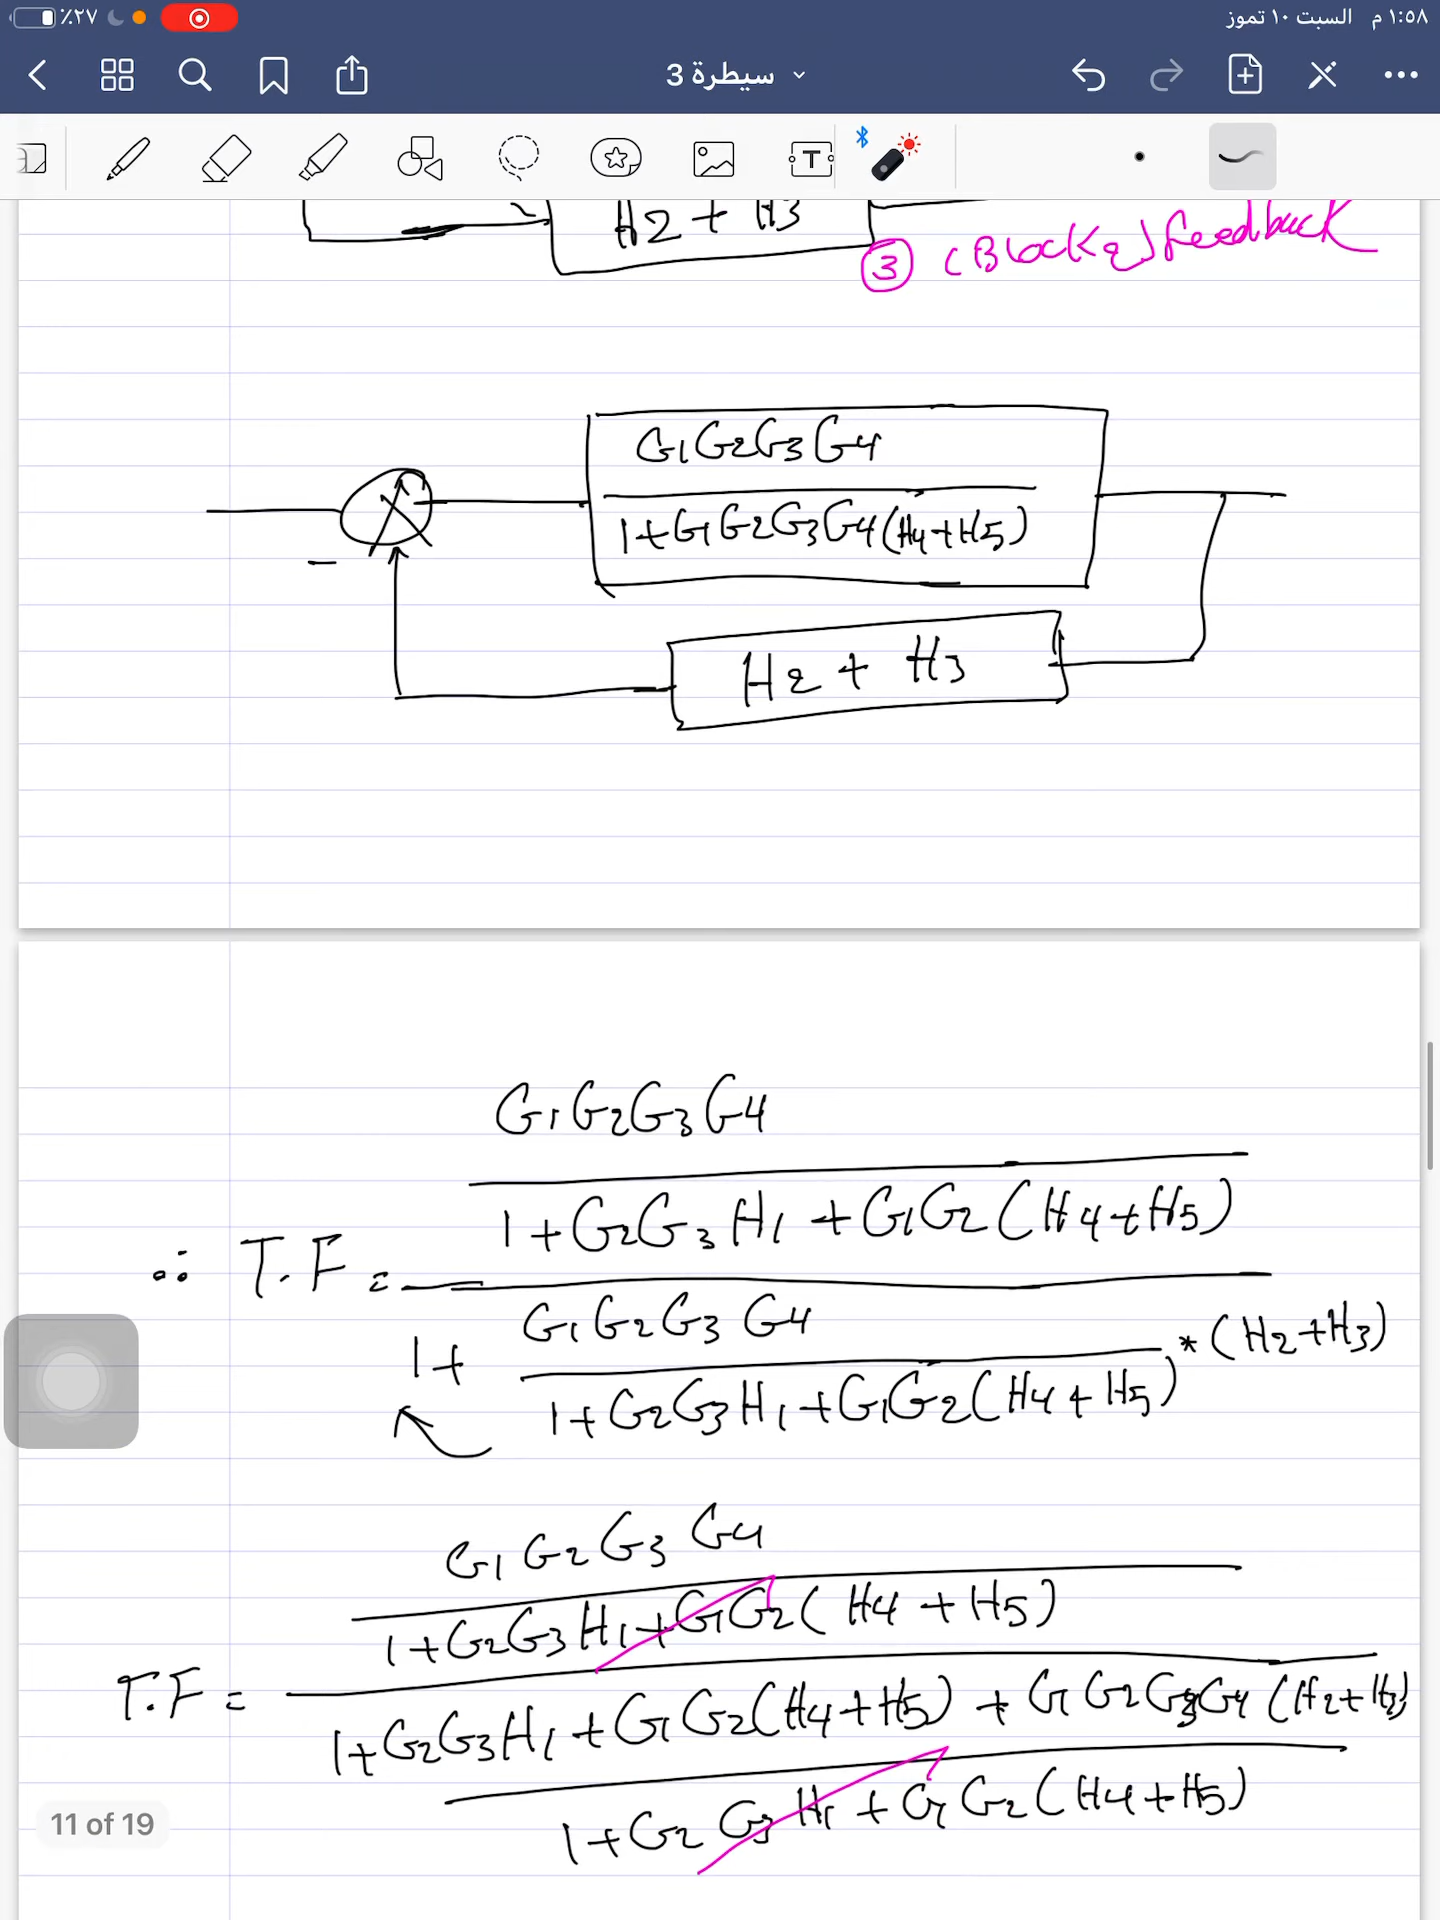 ٪٢٧
١:٥٨ م السبت ١٠ تموز
سيطرة 3
T
H2 + H3
③ (Block2) feedback
G1G2G3G4
1+G1G2G3G4(H4+H5)
-
H2 + H3
G1G2G3G4
1+G2G3H1+G1G2(H4+H5)
∴ T.F =
1+
G1G2G3G4
1+G2G3H1+G1G2(H4+H5)
*(H2+H3)
G1G2G3G4
1+G2G3H1+G1G2(H4+H5)
T.F =
1+G2G3H1+G1G2(H4+H5)+G1G2G3G4(H2+H3)
1+G2G3H1+G1G2(H4+H5)
11 of 19